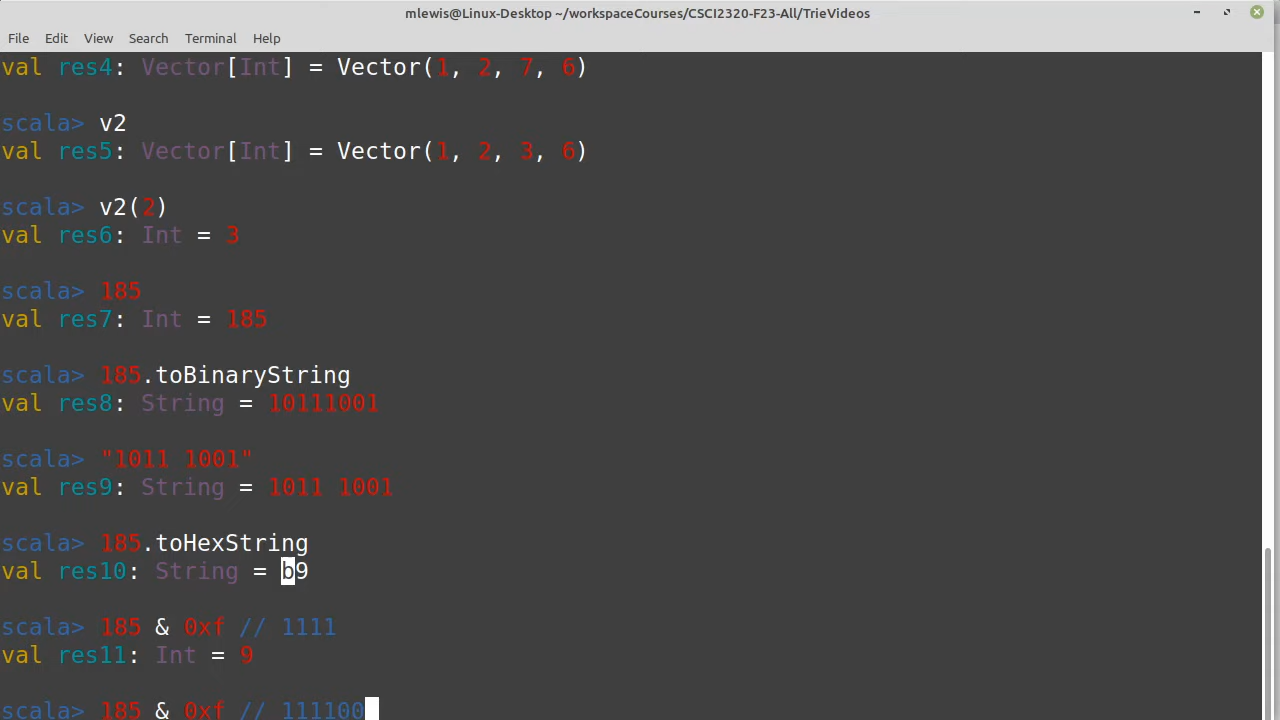 mlewis@Linux-Desktop ~/workspaceCourses/CSCI2320-F23-All/TrieVideos
File Edit View Search Terminal Help
val res4: Vector[Int] = Vector(1, 2, 7, 6)
scala> v2
val res5: Vector[Int] = Vector(1, 2, 3, 6)
scala> v2(2)
val res6: Int = 3
scala> 185
val res7: Int = 185
scala> 185.toBinaryString
val res8: String = 10111001
scala> "1011 1001"
val res9: String = 1011 1001
scala> 185.toHexString
val res10: String = b9
scala> 185 & 0xf // 1111
val res11: Int = 9
scala> 185 & 0xf // 111100